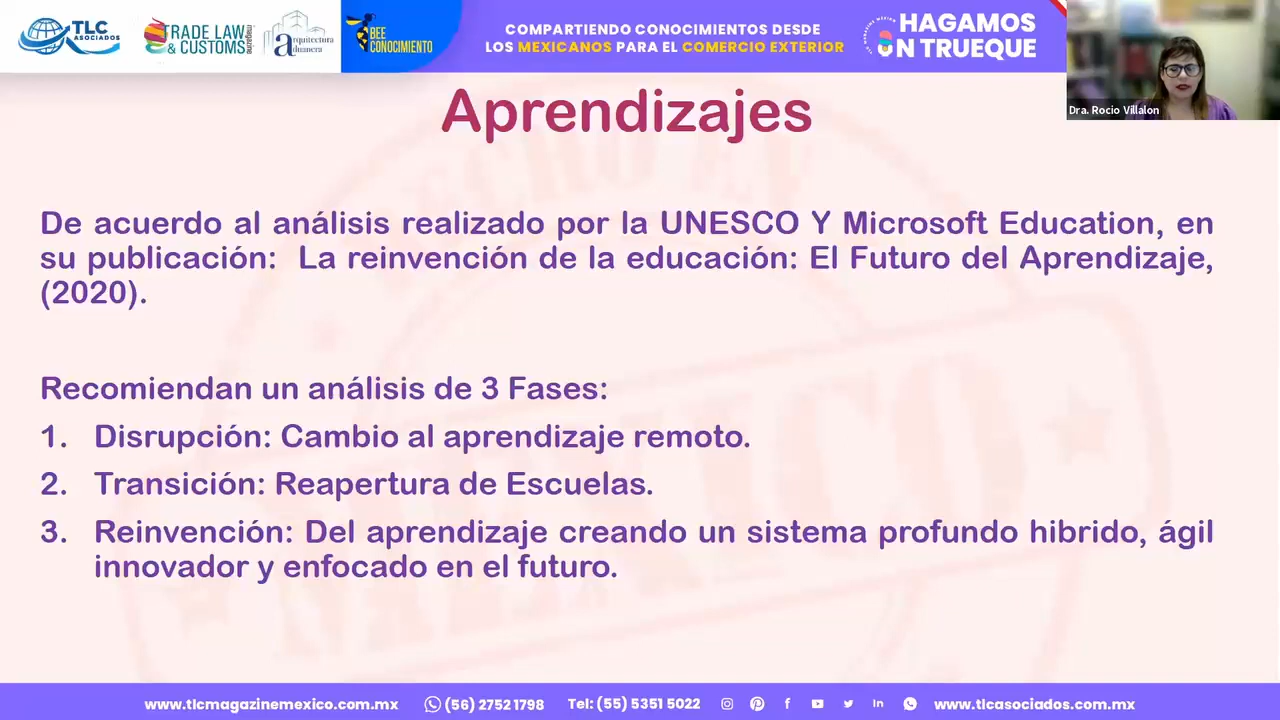 TLC
ASOCIADOS
TRADE LAW
& CUSTOMS
magazine
arquitectura
aduanera
BEE
CONOCIMIENTO
COMPARTIENDO CONOCIMIENTOS DESDE
LOS MEXICANOS PARA EL COMERCIO EXTERIOR
HAGAMOS
UN TRUEQUE
Dra. Rocio Villalon
Aprendizajes
De acuerdo al análisis realizado por la UNESCO Y Microsoft Education, en
su publicación: La reinvención de la educación: El Futuro del Aprendizaje,
(2020).
Recomiendan un análisis de 3 Fases:
1. Disrupción: Cambio al aprendizaje remoto.
2. Transición: Reapertura de Escuelas.
3. Reinvención: Del aprendizaje creando un sistema profundo hibrido, ágil
innovador y enfocado en el futuro.
HECHO EN
MEXICO
www.tlcmagazinemexico.com.mx
(56) 2752 1798
Tel: (55) 5351 5022
www.tlcasociados.com.mx